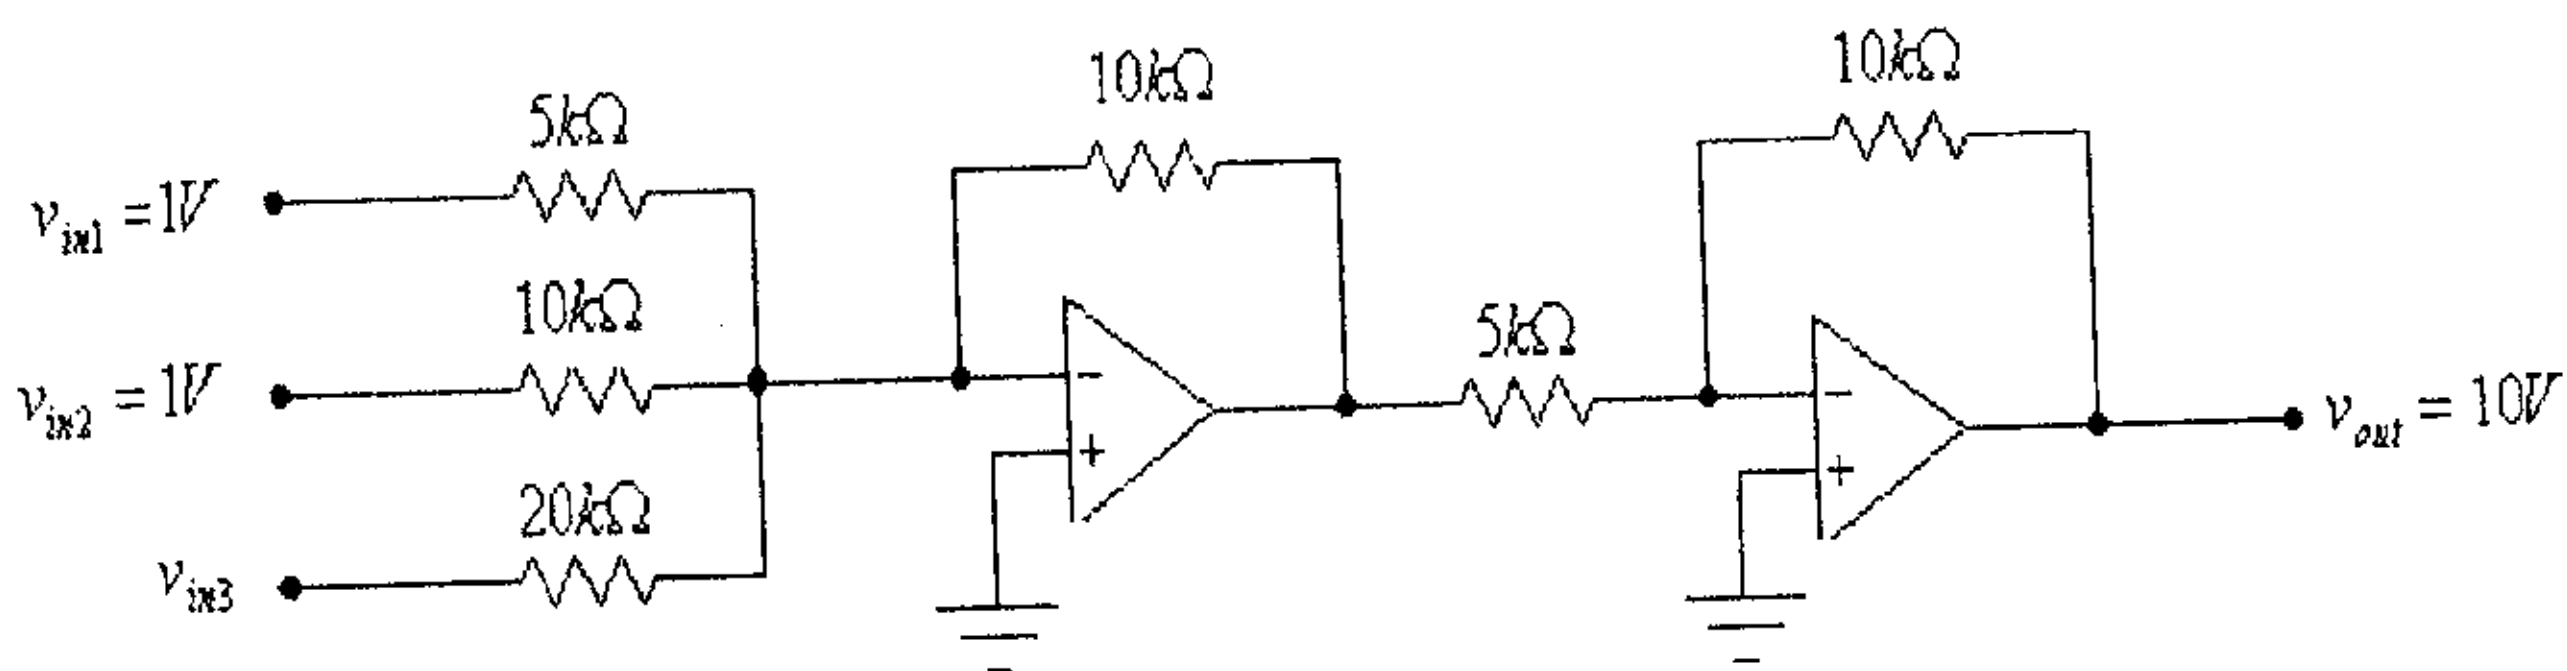 10kΩ
10kΩ
5kΩ
v_in1 = 1V
10kΩ
5kΩ
v_in2 = 1V
−
−
v_out = 10V
+
+
20kΩ
v_in3